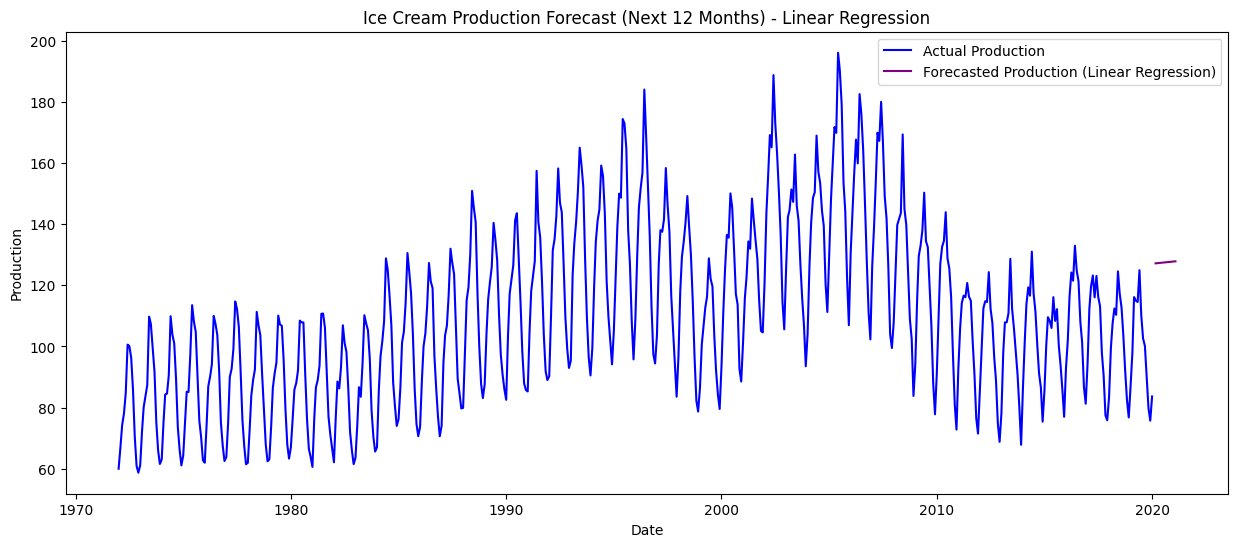 Ice Cream Production Forecast (Next 12 Months) - Linear Regression
Actual Production
Forecasted Production (Linear Regression)
Production
200
180
160
140
120
100
80
60
1970
1980
1990
2000
2010
2020
Date